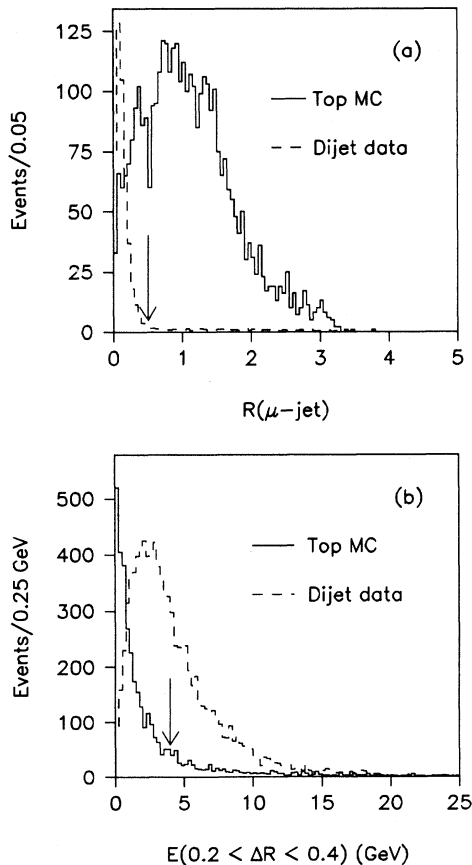 125
100
75
50
25
0
Events/0.05
(a)
Top MC
Dijet data
0 1 2 3 4 5
R(μ−jet)
500
400
300
200
100
0
Events/0.25 GeV
(b)
Top MC
Dijet data
0 5 10 15 20 25
E(0.2 < ΔR < 0.4) (GeV)